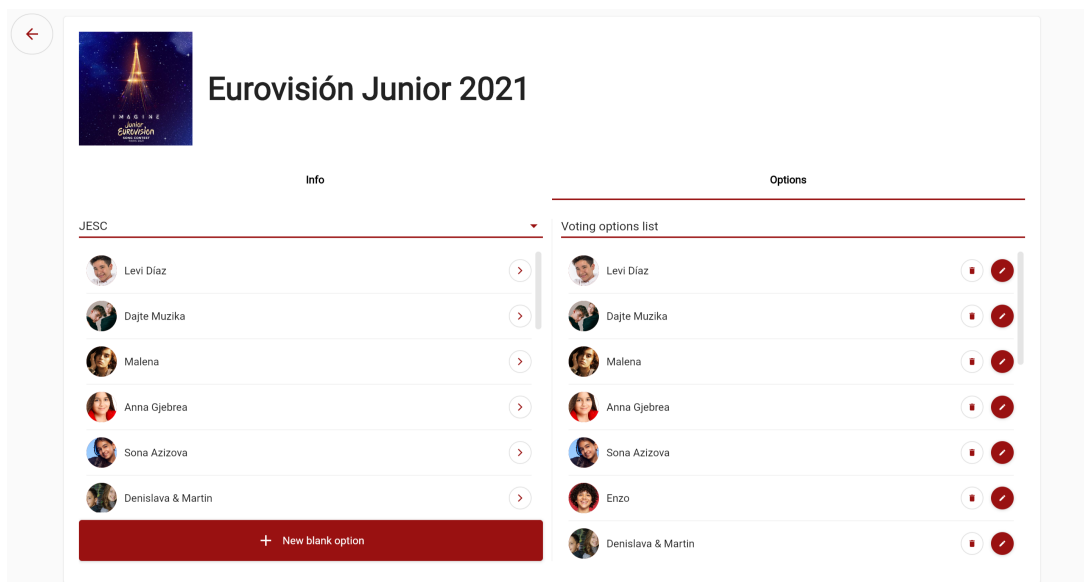 IMAGINE
Junior
EUROVISION
SONG CONTEST
Eurovisión Junior 2021
Info
Options
JESC
Levi Díaz
Dajte Muzika
Malena
Anna Gjebrea
Sona Azizova
Denislava & Martin
+ New blank option
Voting options list
Levi Díaz
Dajte Muzika
Malena
Anna Gjebrea
Sona Azizova
Enzo
Denislava & Martin